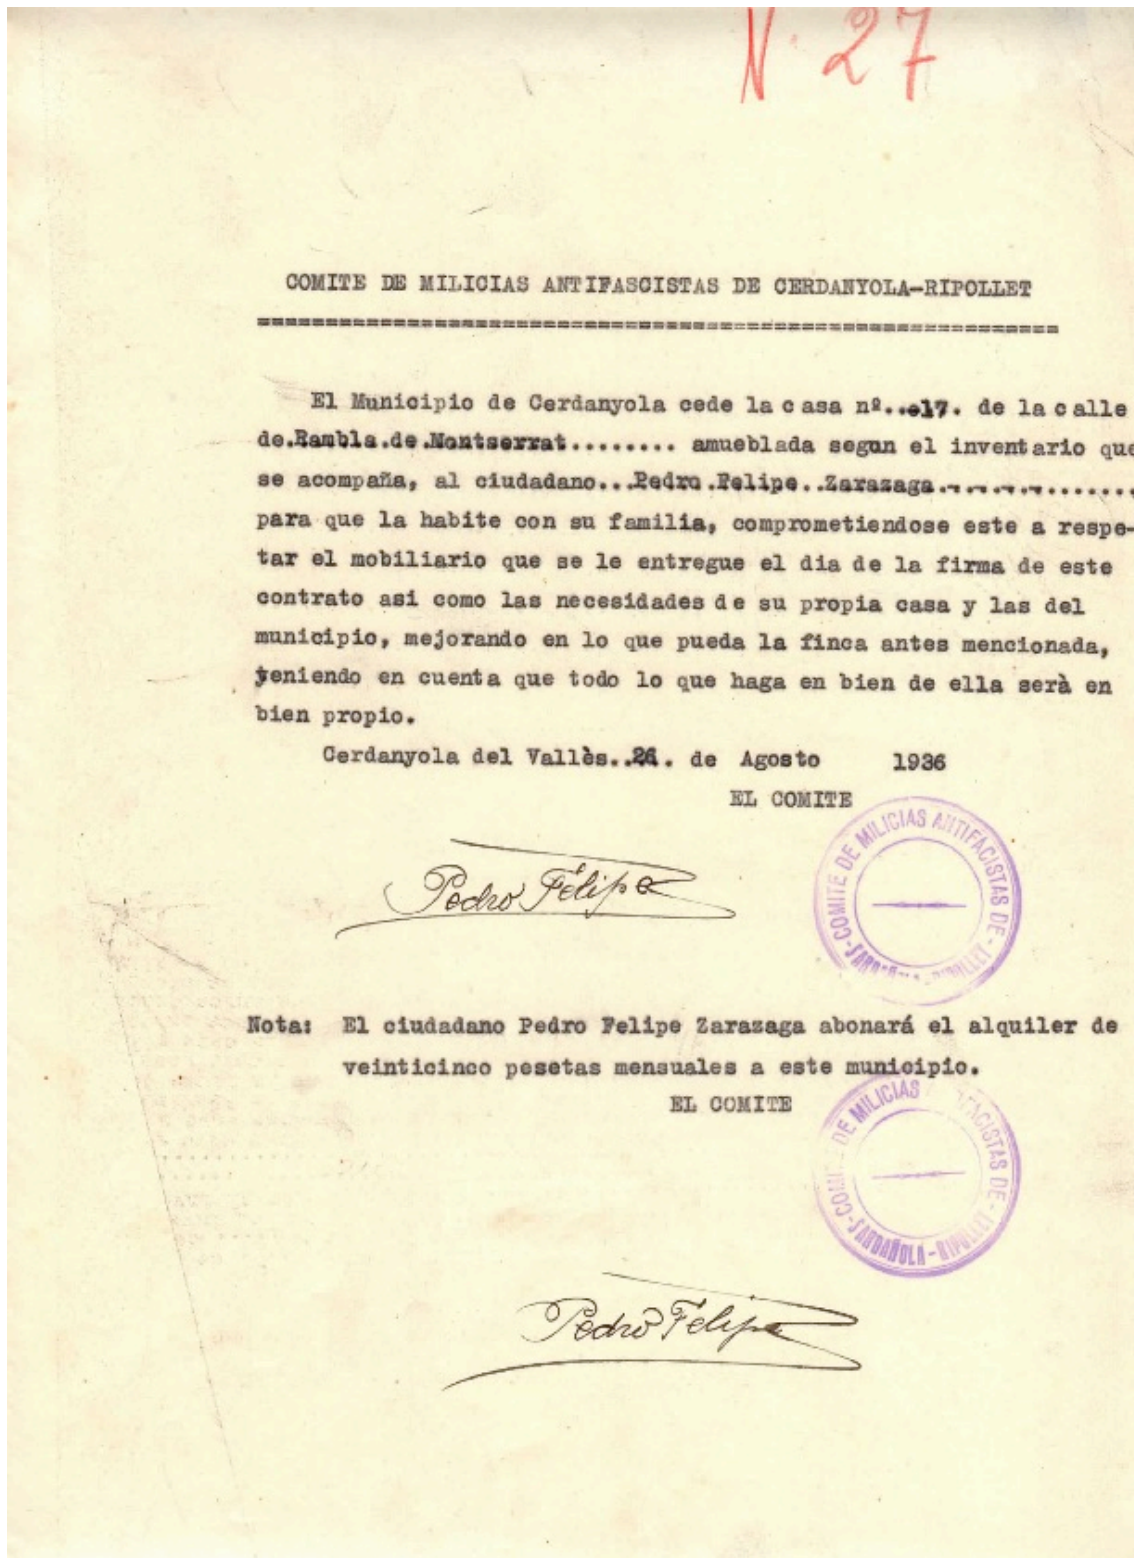 N. 27
COMITE DE MILICIAS ANTIFASCISTAS DE CERDANYOLA-RIPOLLET
===========================================================
El Municipio de Cerdanyola cede la casa nº..e17. de la calle
de.Rambla.de.Montserrat........ amueblada segun el inventario que
se acompaña, al ciudadano...Pedro.Felipe..Zarazaga...............
para que la habite con su familia, comprometiendose este a respe-
tar el mobiliario que se le entregue el dia de la firma de este
contrato asi como las necesidades de su propia casa y las del
municipio, mejorando en lo que pueda la finca antes mencionada,
teniendo en cuenta que todo lo que haga en bien de ella serà en
bien propio.
Cerdanyola del Vallès..26. de Agosto 1936
EL COMITE
-COMITE DE MILICIAS ANTIFACISTAS DE-
SARDAÑOLA-RIPOLLET
Pedro Felipe
Nota: El ciudadano Pedro Felipe Zarazaga abonará el alquiler de
veinticinco pesetas mensuales a este municipio.
EL COMITE
-COMITE DE MILICIAS ANTIFACISTAS DE-
SARDAÑOLA-RIPOLLET
Pedro Felipe